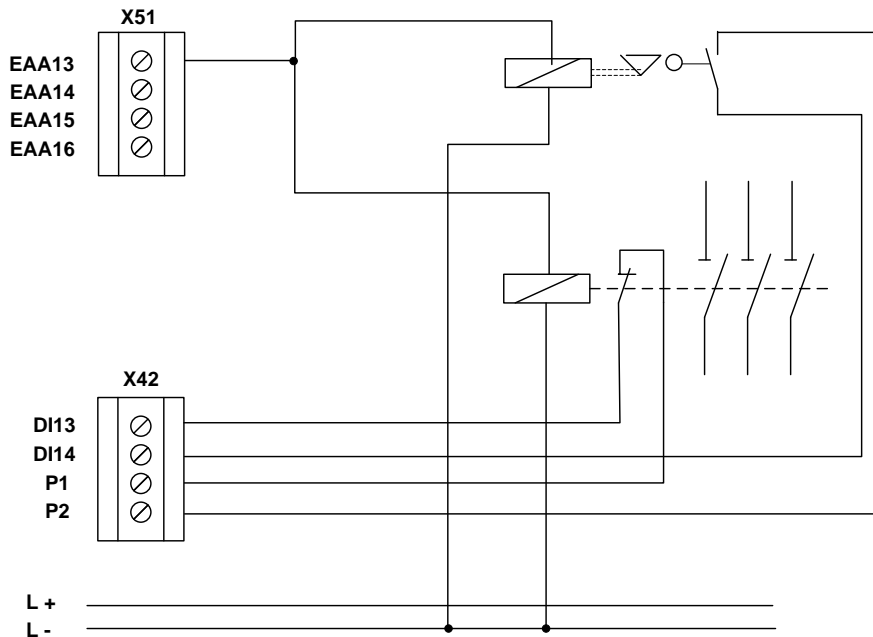 X51
EAA13
EAA14
EAA15
EAA16
X42
DI13
DI14
P1
P2
L +
L -